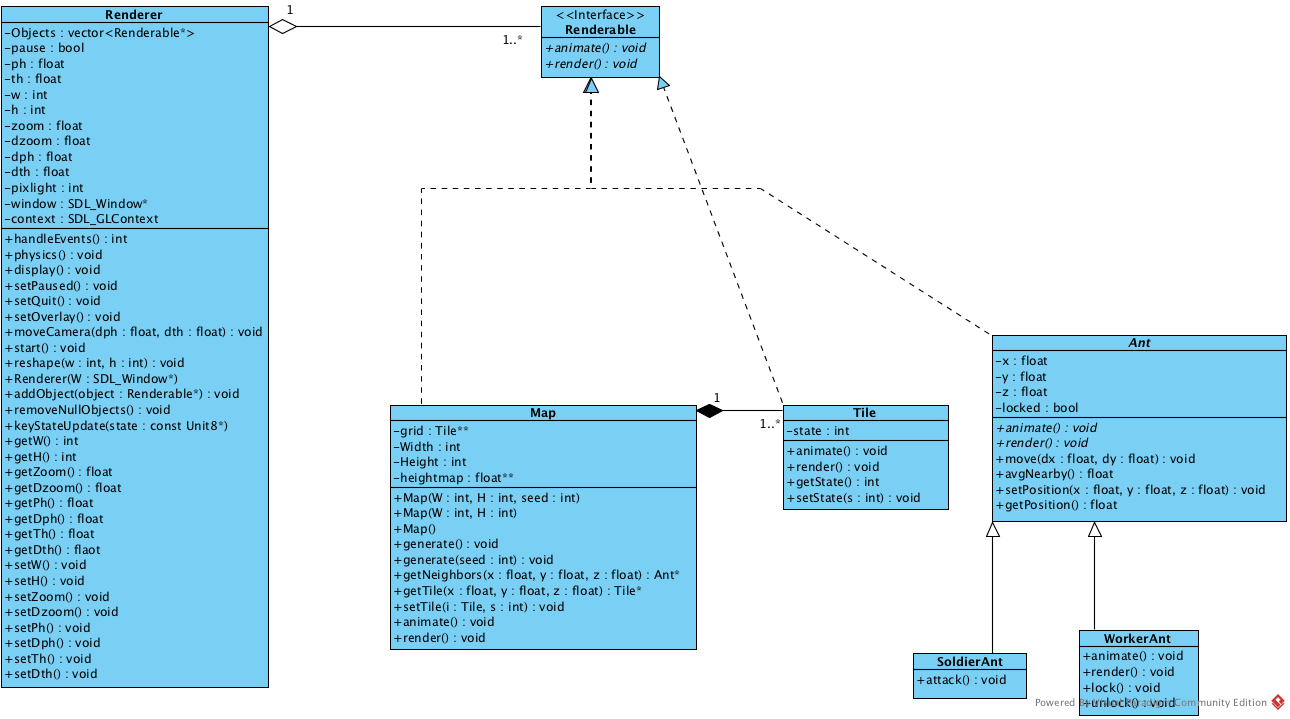 Renderer
-Objects : vector<Renderable*>
-pause : bool
-ph : float
-th : float
-w : int
-h : int
-zoom : float
-dzoom : float
-dph : float
-dth : float
-pixlight : int
-window : SDL_Window*
-context : SDL_GLContext
+handleEvents() : int
+physics() : void
+display() : void
+setPaused() : void
+setQuit() : void
+setOverlay() : void
+moveCamera(dph : float, dth : float) : void
+start() : void
+reshape(w : int, h : int) : void
+Renderer(W : SDL_Window*)
+addObject(object : Renderable*) : void
+removeNullObjects() : void
+keyStateUpdate(state : const Unit8*)
+getW() : int
+getH() : int
+getZoom() : float
+getDzoom() : float
+getPh() : float
+getDph() : float
+getTh() : float
+getDth() : flaot
+setW() : void
+setH() : void
+setZoom() : void
+setDzoom() : void
+setPh() : void
+setDph() : void
+setTh() : void
+setDth() : void
1
1..*
<<Interface>>
Renderable
+animate() : void
+render() : void
Map
-grid : Tile**
-Width : int
-Height : int
-heightmap : float**
+Map(W : int, H : int, seed : int)
+Map(W : int, H : int)
+Map()
+generate() : void
+generate(seed : int) : void
+getNeighbors(x : float, y : float, z : float) : Ant*
+getTile(x : float, y : float, z : float) : Tile*
+setTile(i : Tile, s : int) : void
+animate() : void
+render() : void
1
1..*
Tile
-state : int
+animate() : void
+render() : void
+getState() : int
+setState(s : int) : void
Ant
-x : float
-y : float
-z : float
-locked : bool
+animate() : void
+render() : void
+move(dx : float, dy : float) : void
+avgNearby() : float
+setPosition(x : float, y : float, z : float) : void
+getPosition() : float
SoldierAnt
+attack() : void
WorkerAnt
+animate() : void
+render() : void
+lock() : void
+unlock() : void
Powered By Visual Paradigm Community Edition